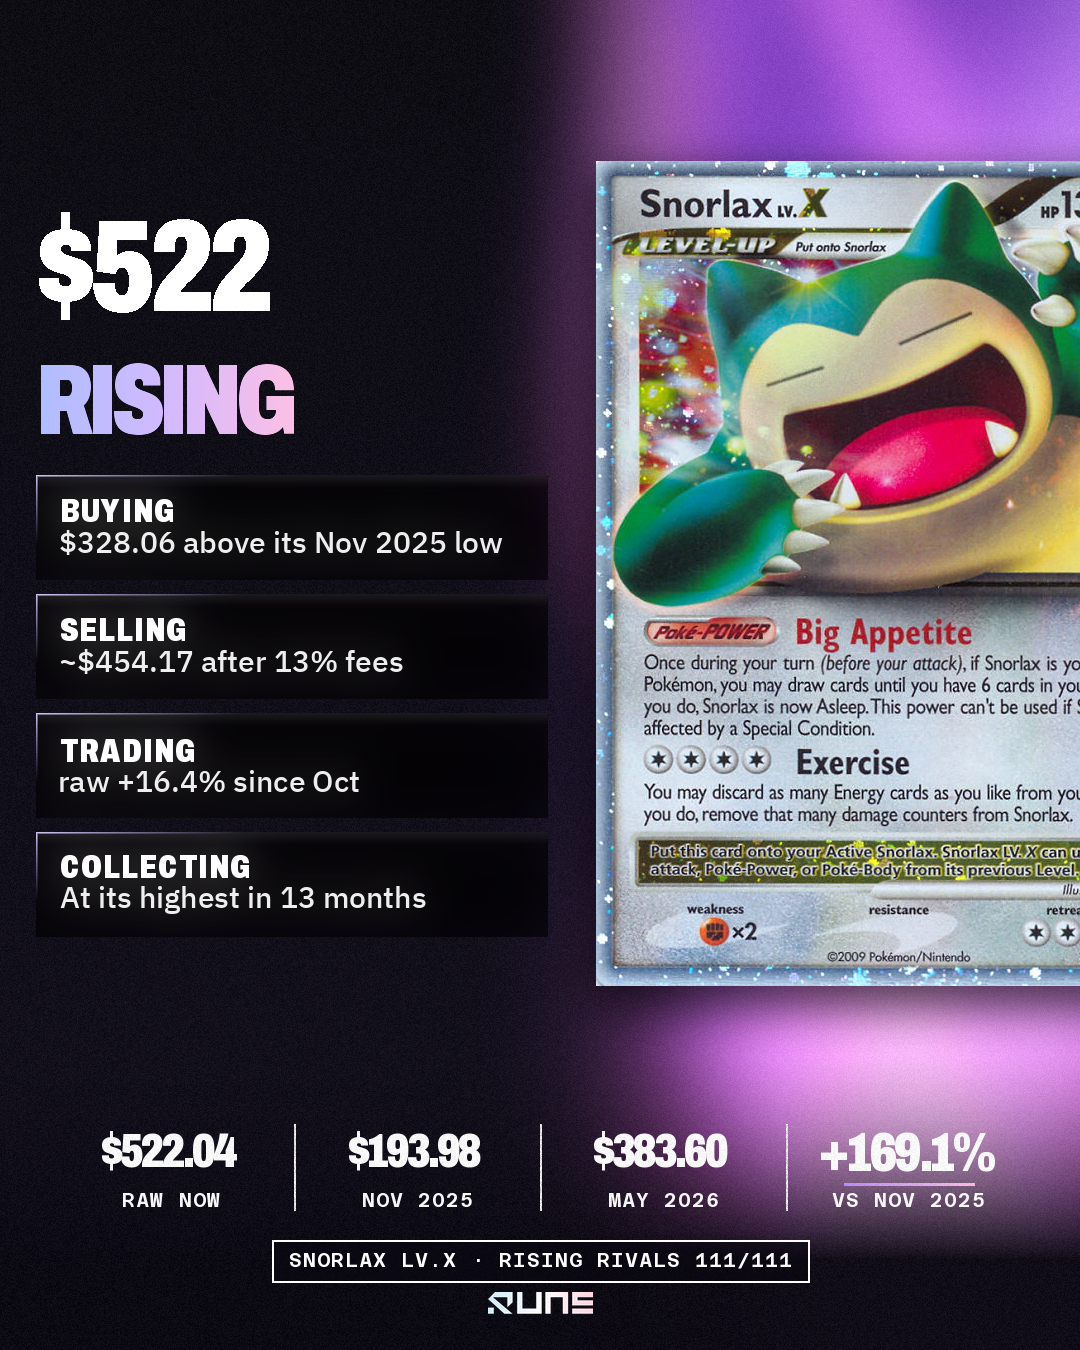 $522
RISING
BUYING
$328.06 above its Nov 2025 low
SELLING
~$454.17 after 13% fees
TRADING
raw +16.4% since Oct
COLLECTING
At its highest in 13 months
Snorlax LV.X
HP 13
LEVEL-UP Put onto Snorlax
Poké-POWER Big Appetite
Once during your turn (before your attack), if Snorlax is yo
Pokémon, you may draw cards until you have 6 cards in you
you do, Snorlax is now Asleep. This power can't be used if S
affected by a Special Condition.
Exercise
You may discard as many Energy cards as you like from you
you do, remove that many damage counters from Snorlax.
Put this card onto your Active Snorlax. Snorlax LV. X can u
attack, Poké-Power, or Poké-Body from its previous Level.
Illu
weakness resistance retrea
×2
©2009 Pokémon/Nintendo
$522.04 $193.98 $383.60 +169.1%
RAW NOW NOV 2025 MAY 2026 VS NOV 2025
SNORLAX LV.X · RISING RIVALS 111/111
RUNE